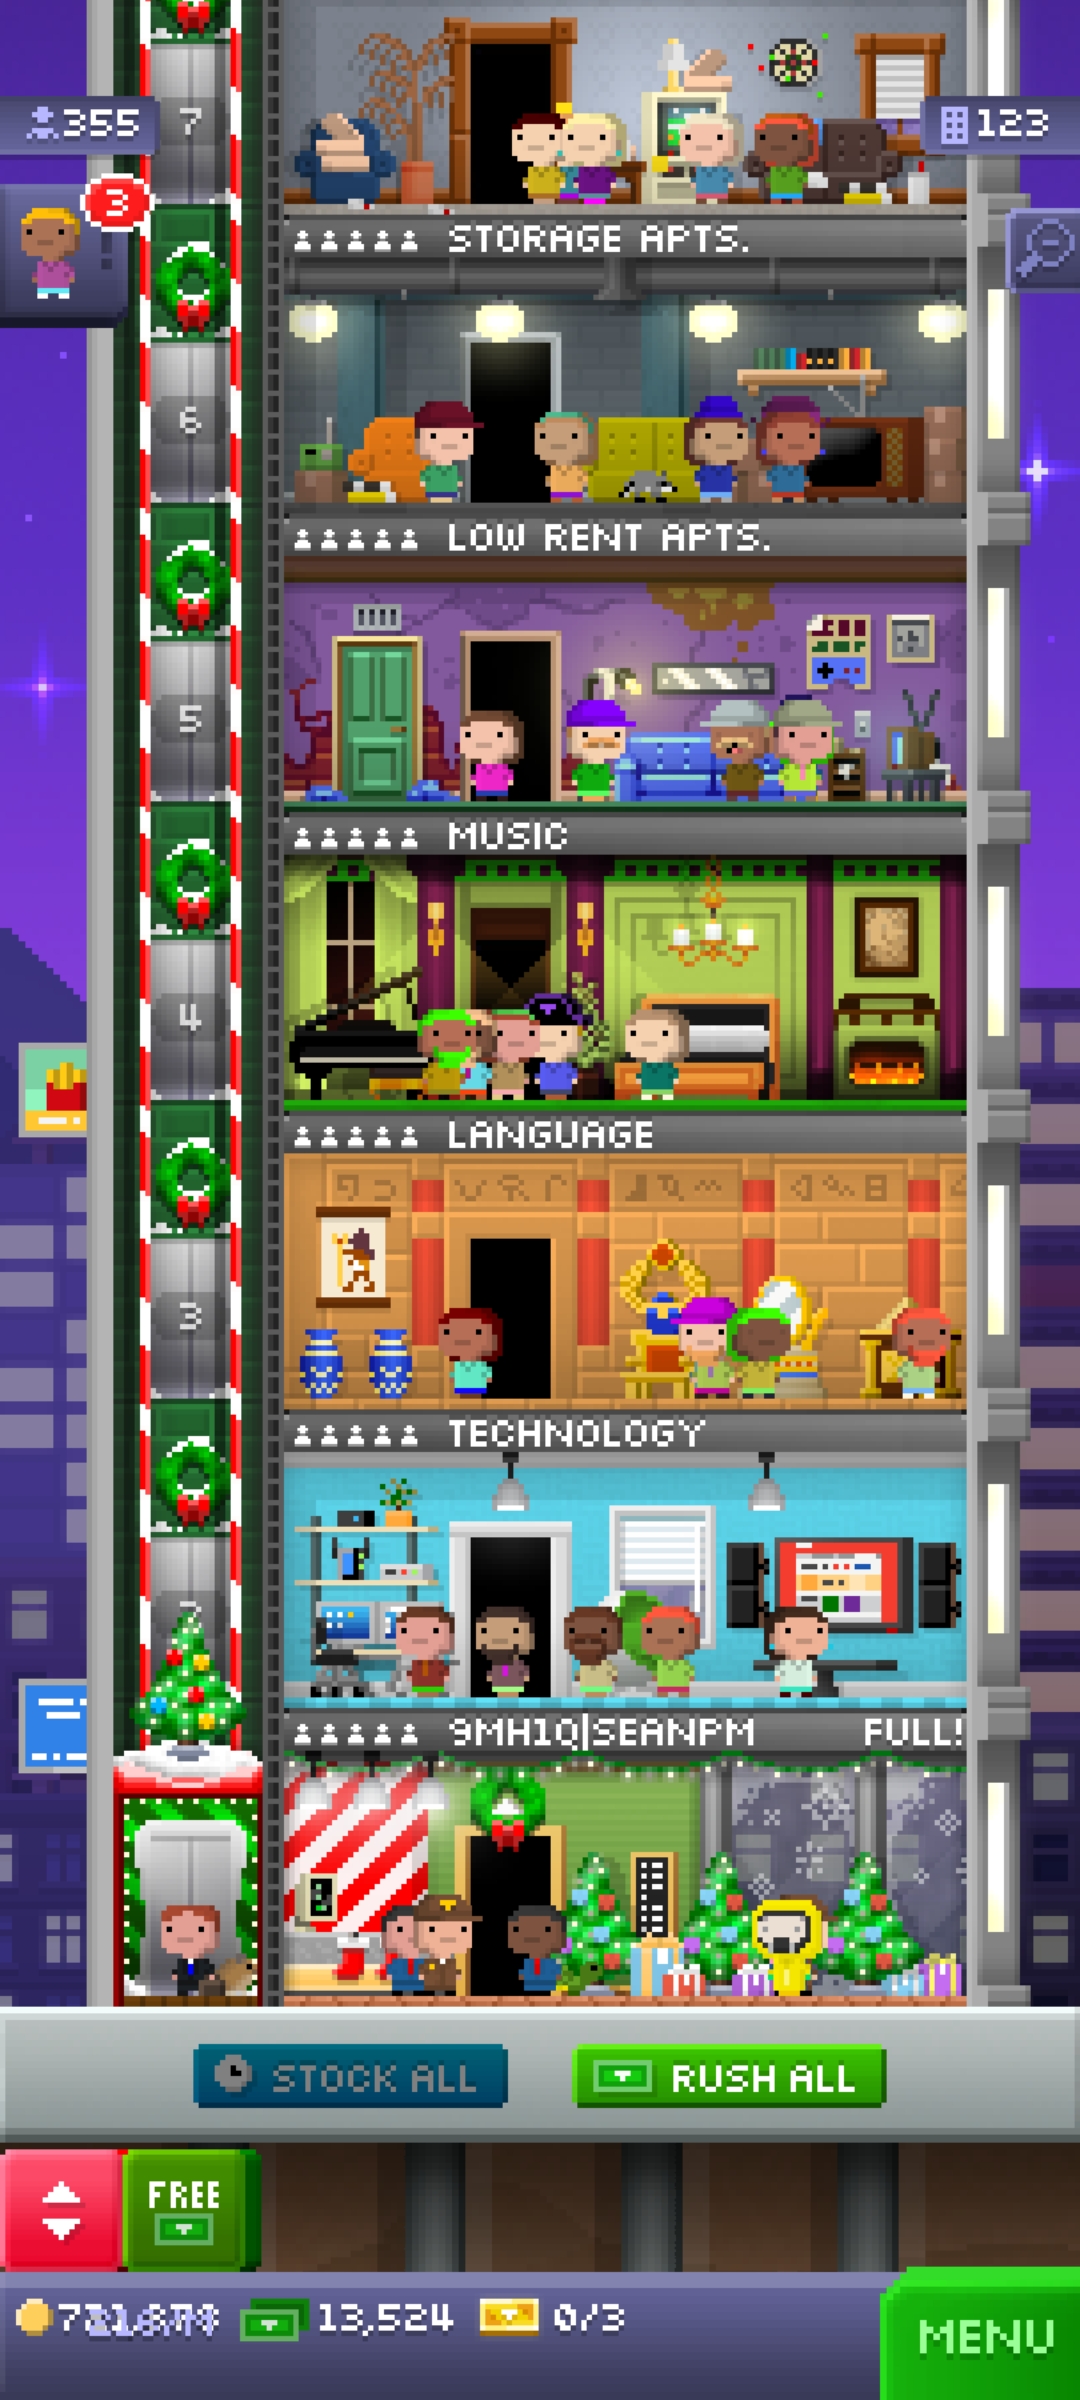 7
355
123
3
STORAGE APTS.
6
LOW RENT APTS.
5
MUSIC
4
LANGUAGE
3
TECHNOLOGY
9MH1Q|SEANPM FULL!
STOCK ALL
RUSH ALL
FREE
13,524
0/3
MENU